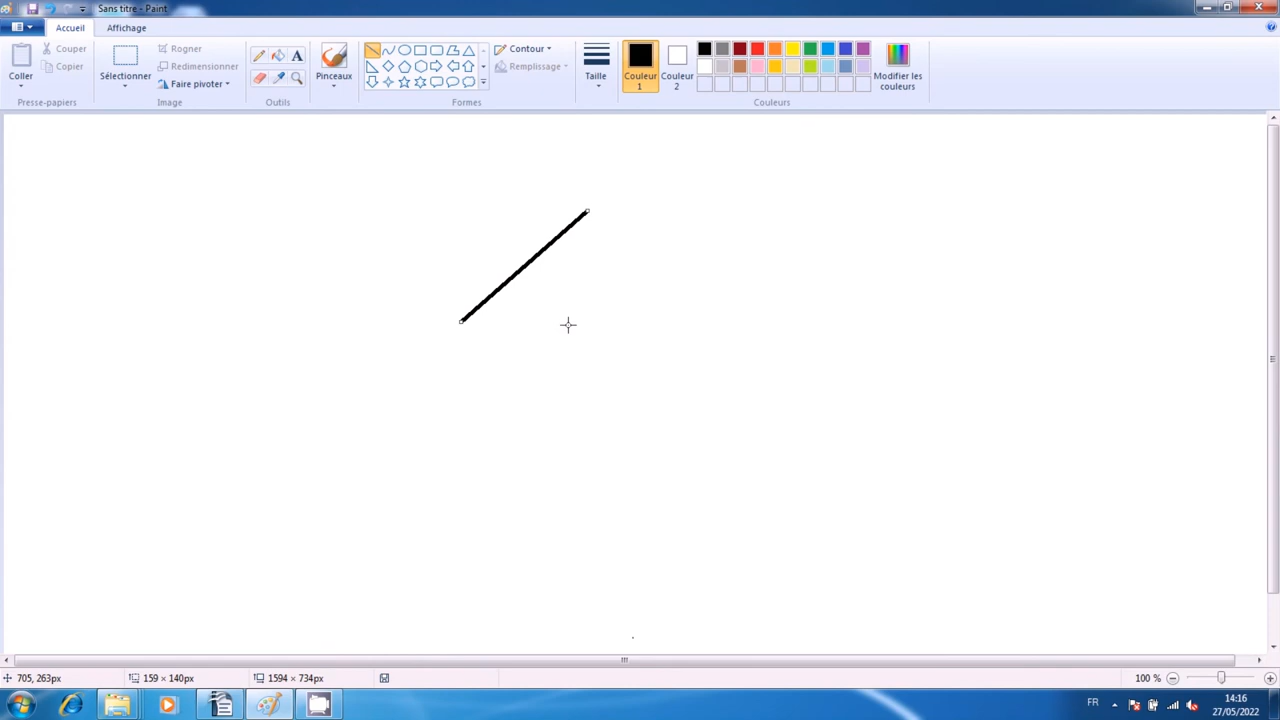 Sans titre - Paint
Accueil
Affichage
Coller
Couper
Copier
Presse-papiers
Sélectionner
Rogner
Redimensionner
Faire pivoter
Image
A
Outils
Pinceaux
Contour
Remplissage
Formes
Taille
Couleur
1
Couleur
2
Modifier les
couleurs
Couleurs
705, 263px
159 × 140px
1594 × 734px
100 %
FR
14:16
27/05/2022